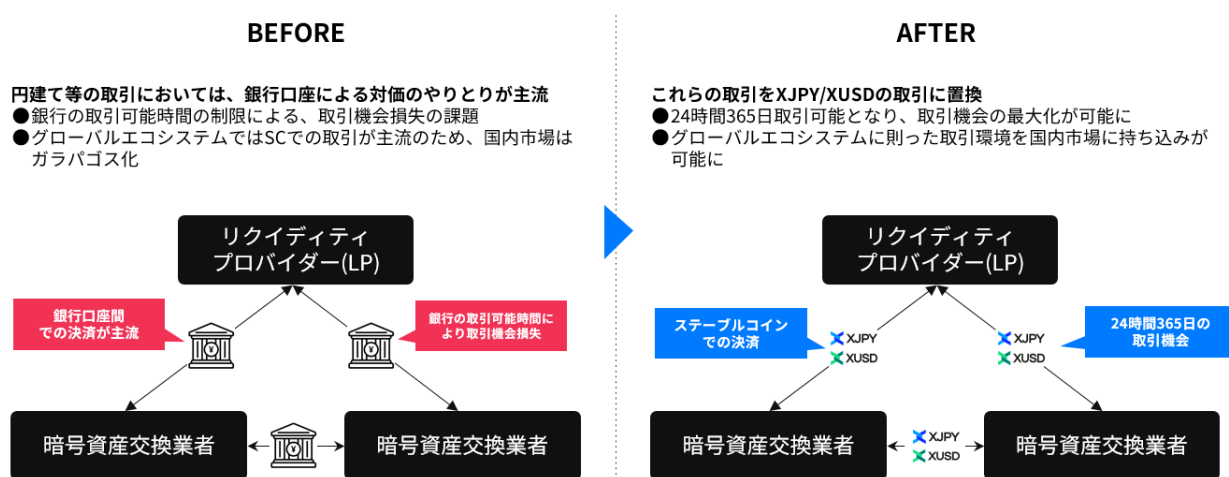 BEFORE
円建て等の取引においては、銀行口座による対価のやりとりが主流
●銀行の取引可能時間の制限による、取引機会損失の課題
●グローバルエコシステムではSCでの取引が主流のため、国内市場は
ガラパゴス化
リクイディティ
プロバイダー(LP)
銀行口座間
での決済が主流
銀行の取引可能時間に
より取引機会損失
暗号資産交換業者
暗号資産交換業者
AFTER
これらの取引をXJPY/XUSDの取引に置換
●24時間365日取引可能となり、取引機会の最大化が可能に
●グローバルエコシステムに則った取引環境を国内市場に持ち込みが
可能に
リクイディティ
プロバイダー(LP)
ステーブルコイン
での決済
XJPY
XUSD
XJPY
XUSD
24時間365日の
取引機会
暗号資産交換業者
XJPY
XUSD
暗号資産交換業者